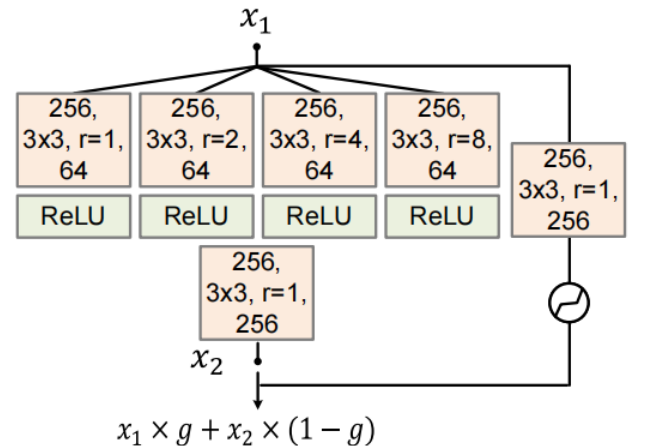 x₁
256, 3x3, r=1, 64
256, 3x3, r=2, 64
256, 3x3, r=4, 64
256, 3x3, r=8, 64
256, 3x3, r=1, 256
ReLU
ReLU
ReLU
ReLU
256, 3x3, r=1, 256
x₂
x₁ × g + x₂ × (1 − g)